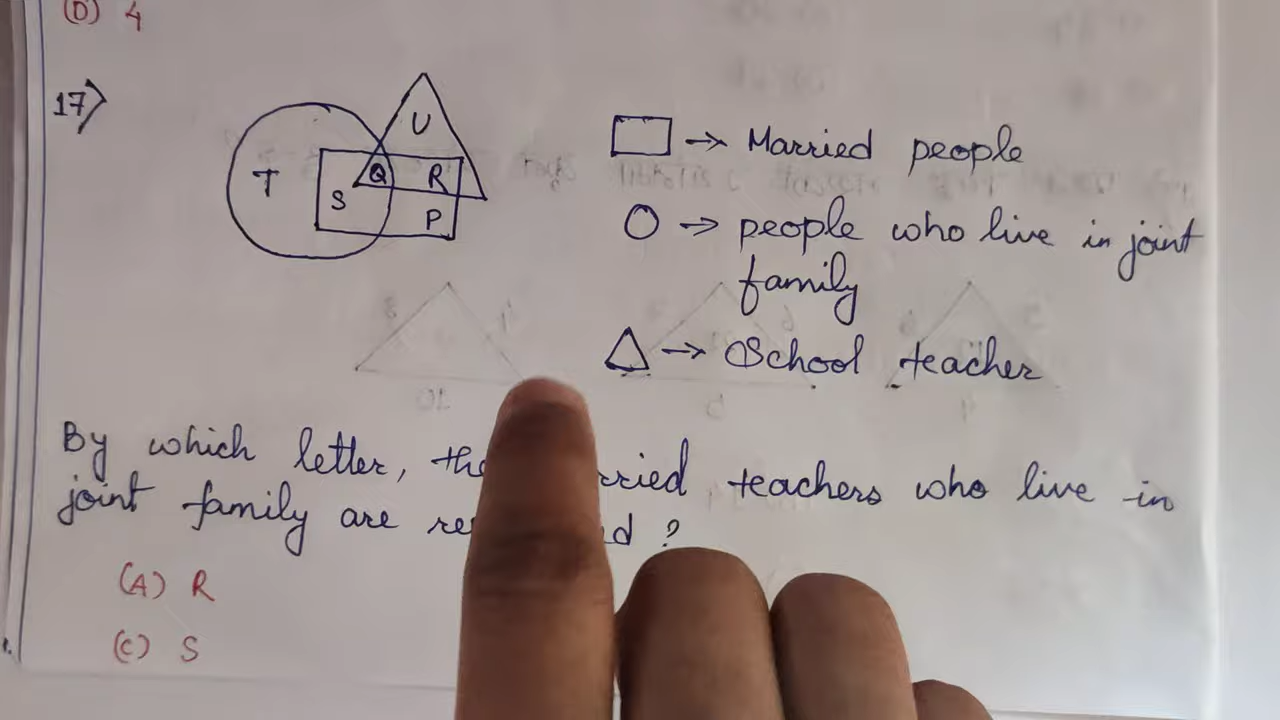 (D) 4
17)
U
T
Q
R
S
P
□ → Married people
○ → people who live in joint
family
△ → School teacher
By which letter, teachers who live in
joint family are ?
(A) R
(C) S